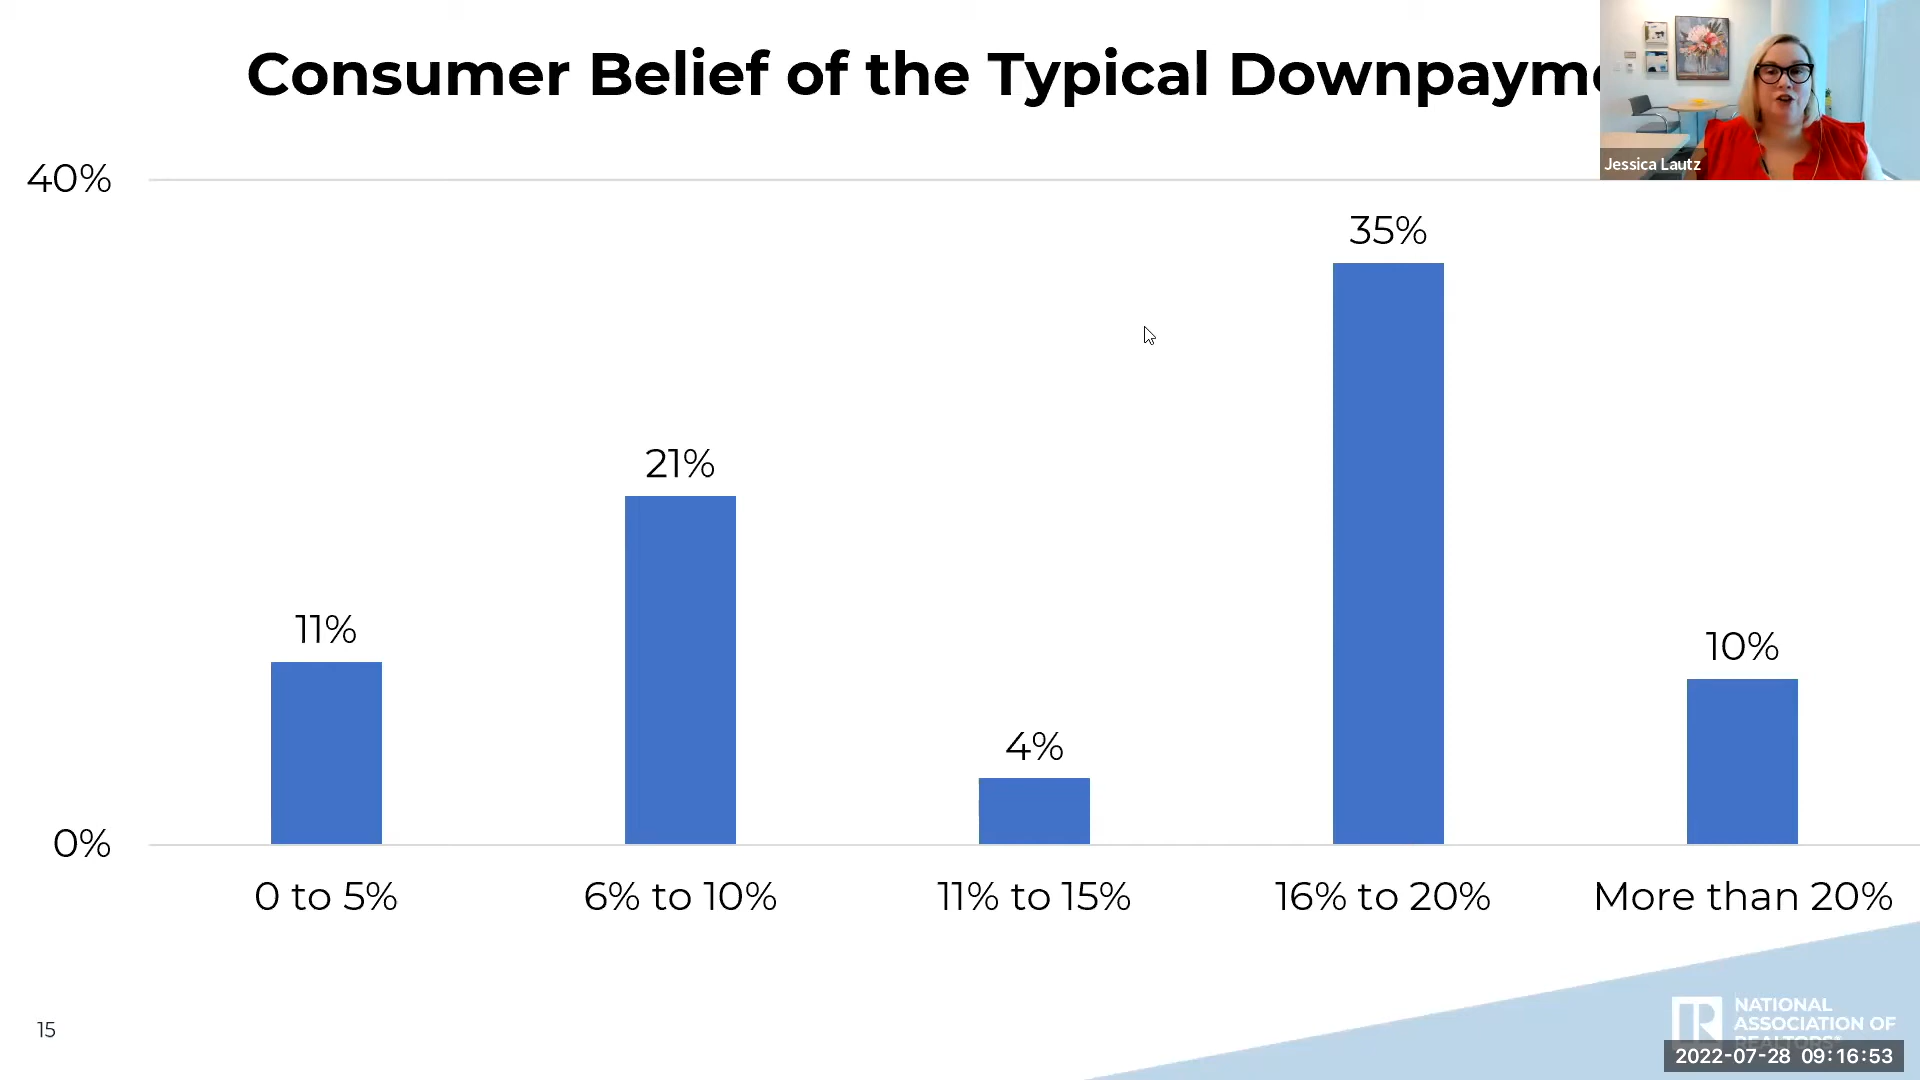 Consumer Belief of the Typical Downpayme
Jessica Lautz
40%
35%
21%
11%
10%
4%
0%
0 to 5%
6% to 10%
11% to 15%
16% to 20%
More than 20%
15
NATIONAL
ASSOCIATION OF
REALTORS®
2022-07-28 09:16:53